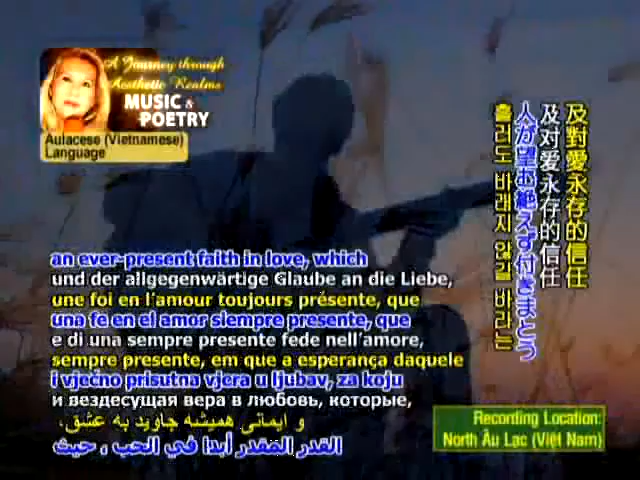 A Journey through
Aesthetic Realms
MUSIC &
POETRY
Aulacese (Vietnamese)
Language
及對愛永存的信任
及对爱永存的信任
人が望む絶えず付きまとう
흘러도 바래지 않길 바라는
an ever-present faith in love, which
und der allgegenwärtige Glaube an die Liebe,
une foi en l'amour toujours présente, que
una fe en el amor siempre presente, que
e di una sempre presente fede nell'amore,
sempre presente, em que a esperança daquele
i vječno prisutna vjera u ljubav, za koju
и вездесущая вера в любовь, которые,
و ایمانی همیشه جاوید به عشق،
القدر المقدر أبدا في الحب ، حيث
Recording Location:
North Âu Lạc (Việt Nam)